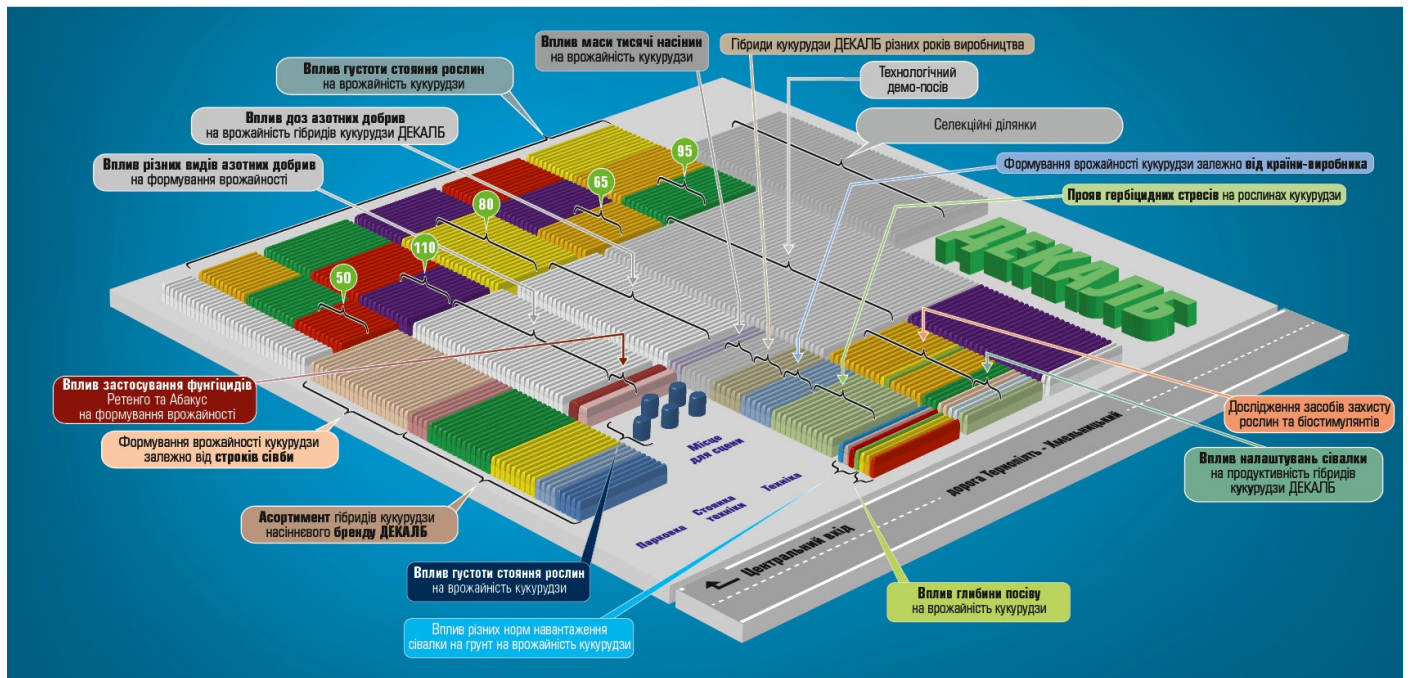 Вплив маси тисячі насінин
на врожайність кукурудзи
Гібриди кукурудзи ДЕКАЛБ різних років виробництва
Вплив густоти стояння рослин
на врожайність кукурудзи
Технологічний
демо-посів
Вплив доз азотних добрив
на врожайність гібридів кукурудзи ДЕКАЛБ
Селекційні ділянки
Вплив різних видів азотних добрив
на формування врожайності
Формування врожайності кукурудзи залежно від країни-виробника
Прояв гербіцидних стресів на рослинах кукурудзи
95
65
80
110
50
ДЕКАЛБ
Вплив застосування фунгіцидів
Ретенго та Абакус
на формування врожайності
Формування врожайності кукурудзи
залежно від строків сівби
Асортимент гібридів кукурудзи
насіннєвого бренду ДЕКАЛБ
Місце
для сцени
Техніка
Стоянка
техніки
Парковка
дорога Тернопіять - Хмельницький
Центральний вхід
Дослідження засобів захисту
рослин та біостимулянтів
Вплив налаштувань сівалки
на продуктивність гібридів
кукурудзи ДЕКАЛБ
Вплив густоти стояння рослин
на врожайність кукурудзи
Вплив глибини посіву
на врожайність кукурудзи
Вплив різних норм навантаження
сівалки на грунт на врожайність кукурудзи